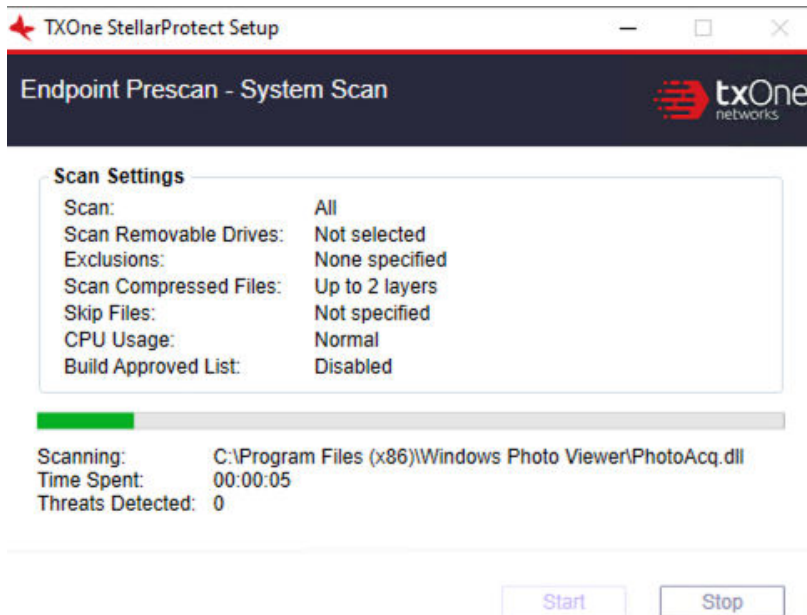 TXOne StellarProtect Setup
Endpoint Prescan - System Scan
txOne
networks
Scan Settings
Scan: All
Scan Removable Drives: Not selected
Exclusions: None specified
Scan Compressed Files: Up to 2 layers
Skip Files: Not specified
CPU Usage: Normal
Build Approved List: Disabled
Scanning: C:\Program Files (x86)\Windows Photo Viewer\PhotoAcq.dll
Time Spent: 00:00:05
Threats Detected: 0
Start Stop